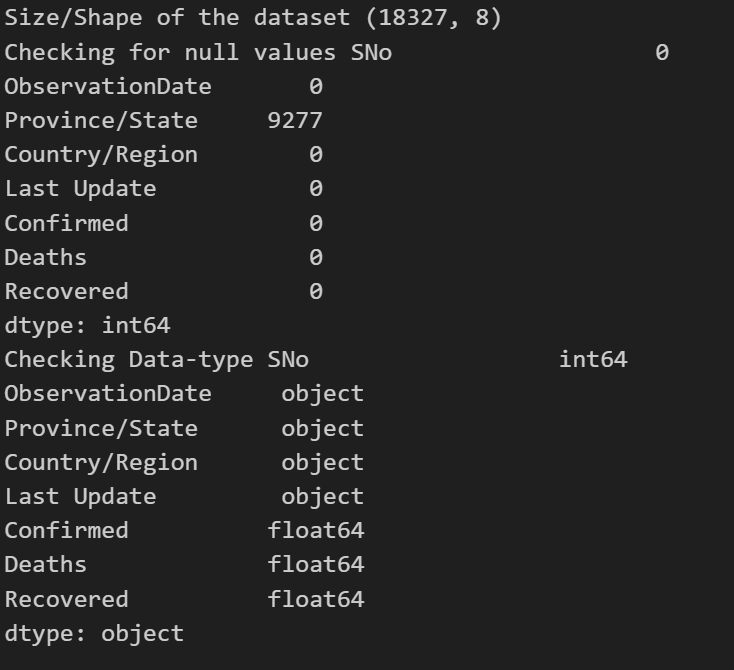 Size/Shape of the dataset (18327, 8)
Checking for null values SNo                   0
ObservationDate       0
Province/State     9277
Country/Region        0
Last Update           0
Confirmed             0
Deaths                0
Recovered             0
dtype: int64
Checking Data-type SNo                  int64
ObservationDate     object
Province/State      object
Country/Region      object
Last Update         object
Confirmed          float64
Deaths             float64
Recovered          float64
dtype: object